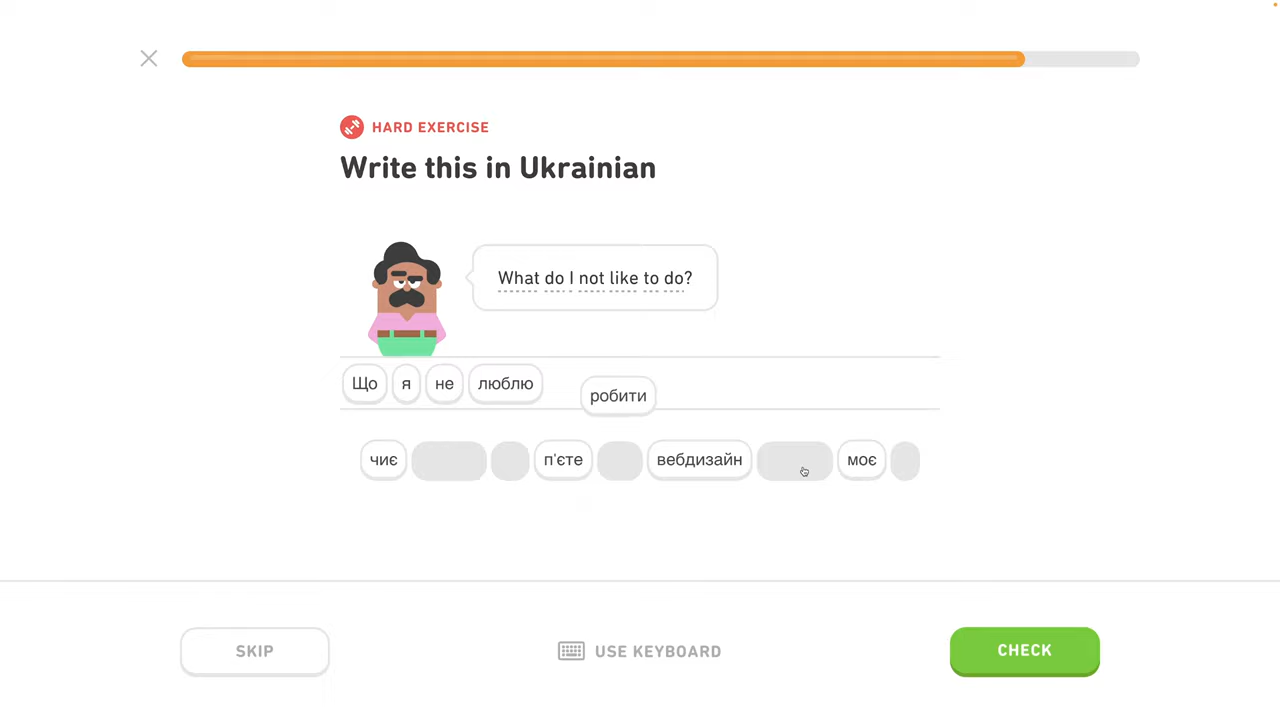 HARD EXERCISE
Write this in Ukrainian
What do I not like to do?
Що я не люблю робити
чиє п'єте вебдизайн моє
SKIP USE KEYBOARD CHECK